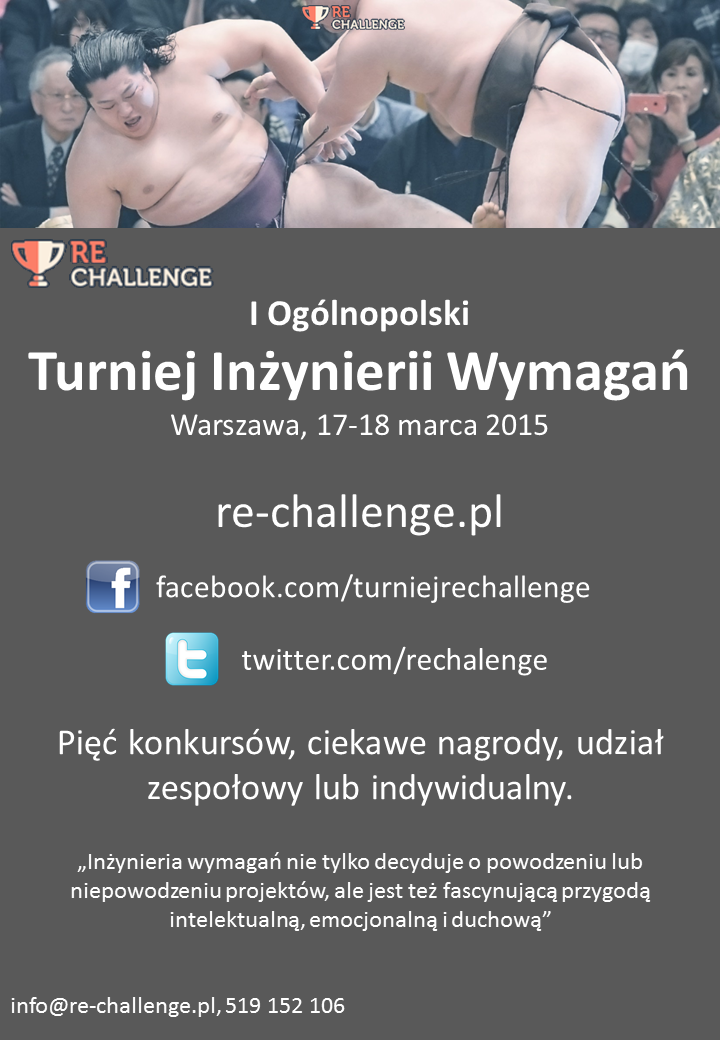 RE
CHALLENGE
RE
CHALLENGE
I Ogólnopolski
Turniej Inżynierii Wymagań
Warszawa, 17-18 marca 2015
re-challenge.pl
facebook.com/turniejrechallenge
twitter.com/rechalenge
Pięć konkursów, ciekawe nagrody, udział
zespołowy lub indywidualny.
„Inżynieria wymagań nie tylko decyduje o powodzeniu lub
niepowodzeniu projektów, ale jest też fascynującą przygodą
intelektualną, emocjonalną i duchową”
info@re-challenge.pl, 519 152 106